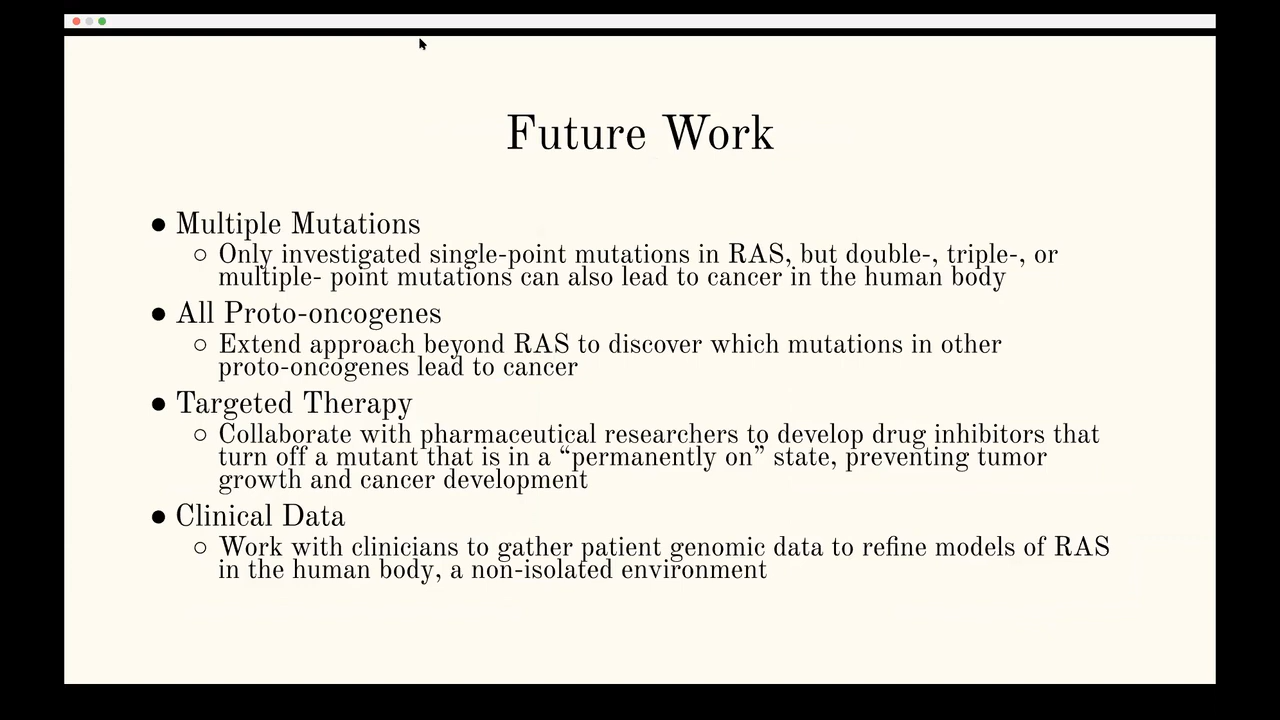 Future Work
● Multiple Mutations
○ Only investigated single-point mutations in RAS, but double-, triple-, or
multiple- point mutations can also lead to cancer in the human body
● All Proto-oncogenes
○ Extend approach beyond RAS to discover which mutations in other
proto-oncogenes lead to cancer
● Targeted Therapy
○ Collaborate with pharmaceutical researchers to develop drug inhibitors that
turn off a mutant that is in a “permanently on” state, preventing tumor
growth and cancer development
● Clinical Data
○ Work with clinicians to gather patient genomic data to refine models of RAS
in the human body, a non-isolated environment